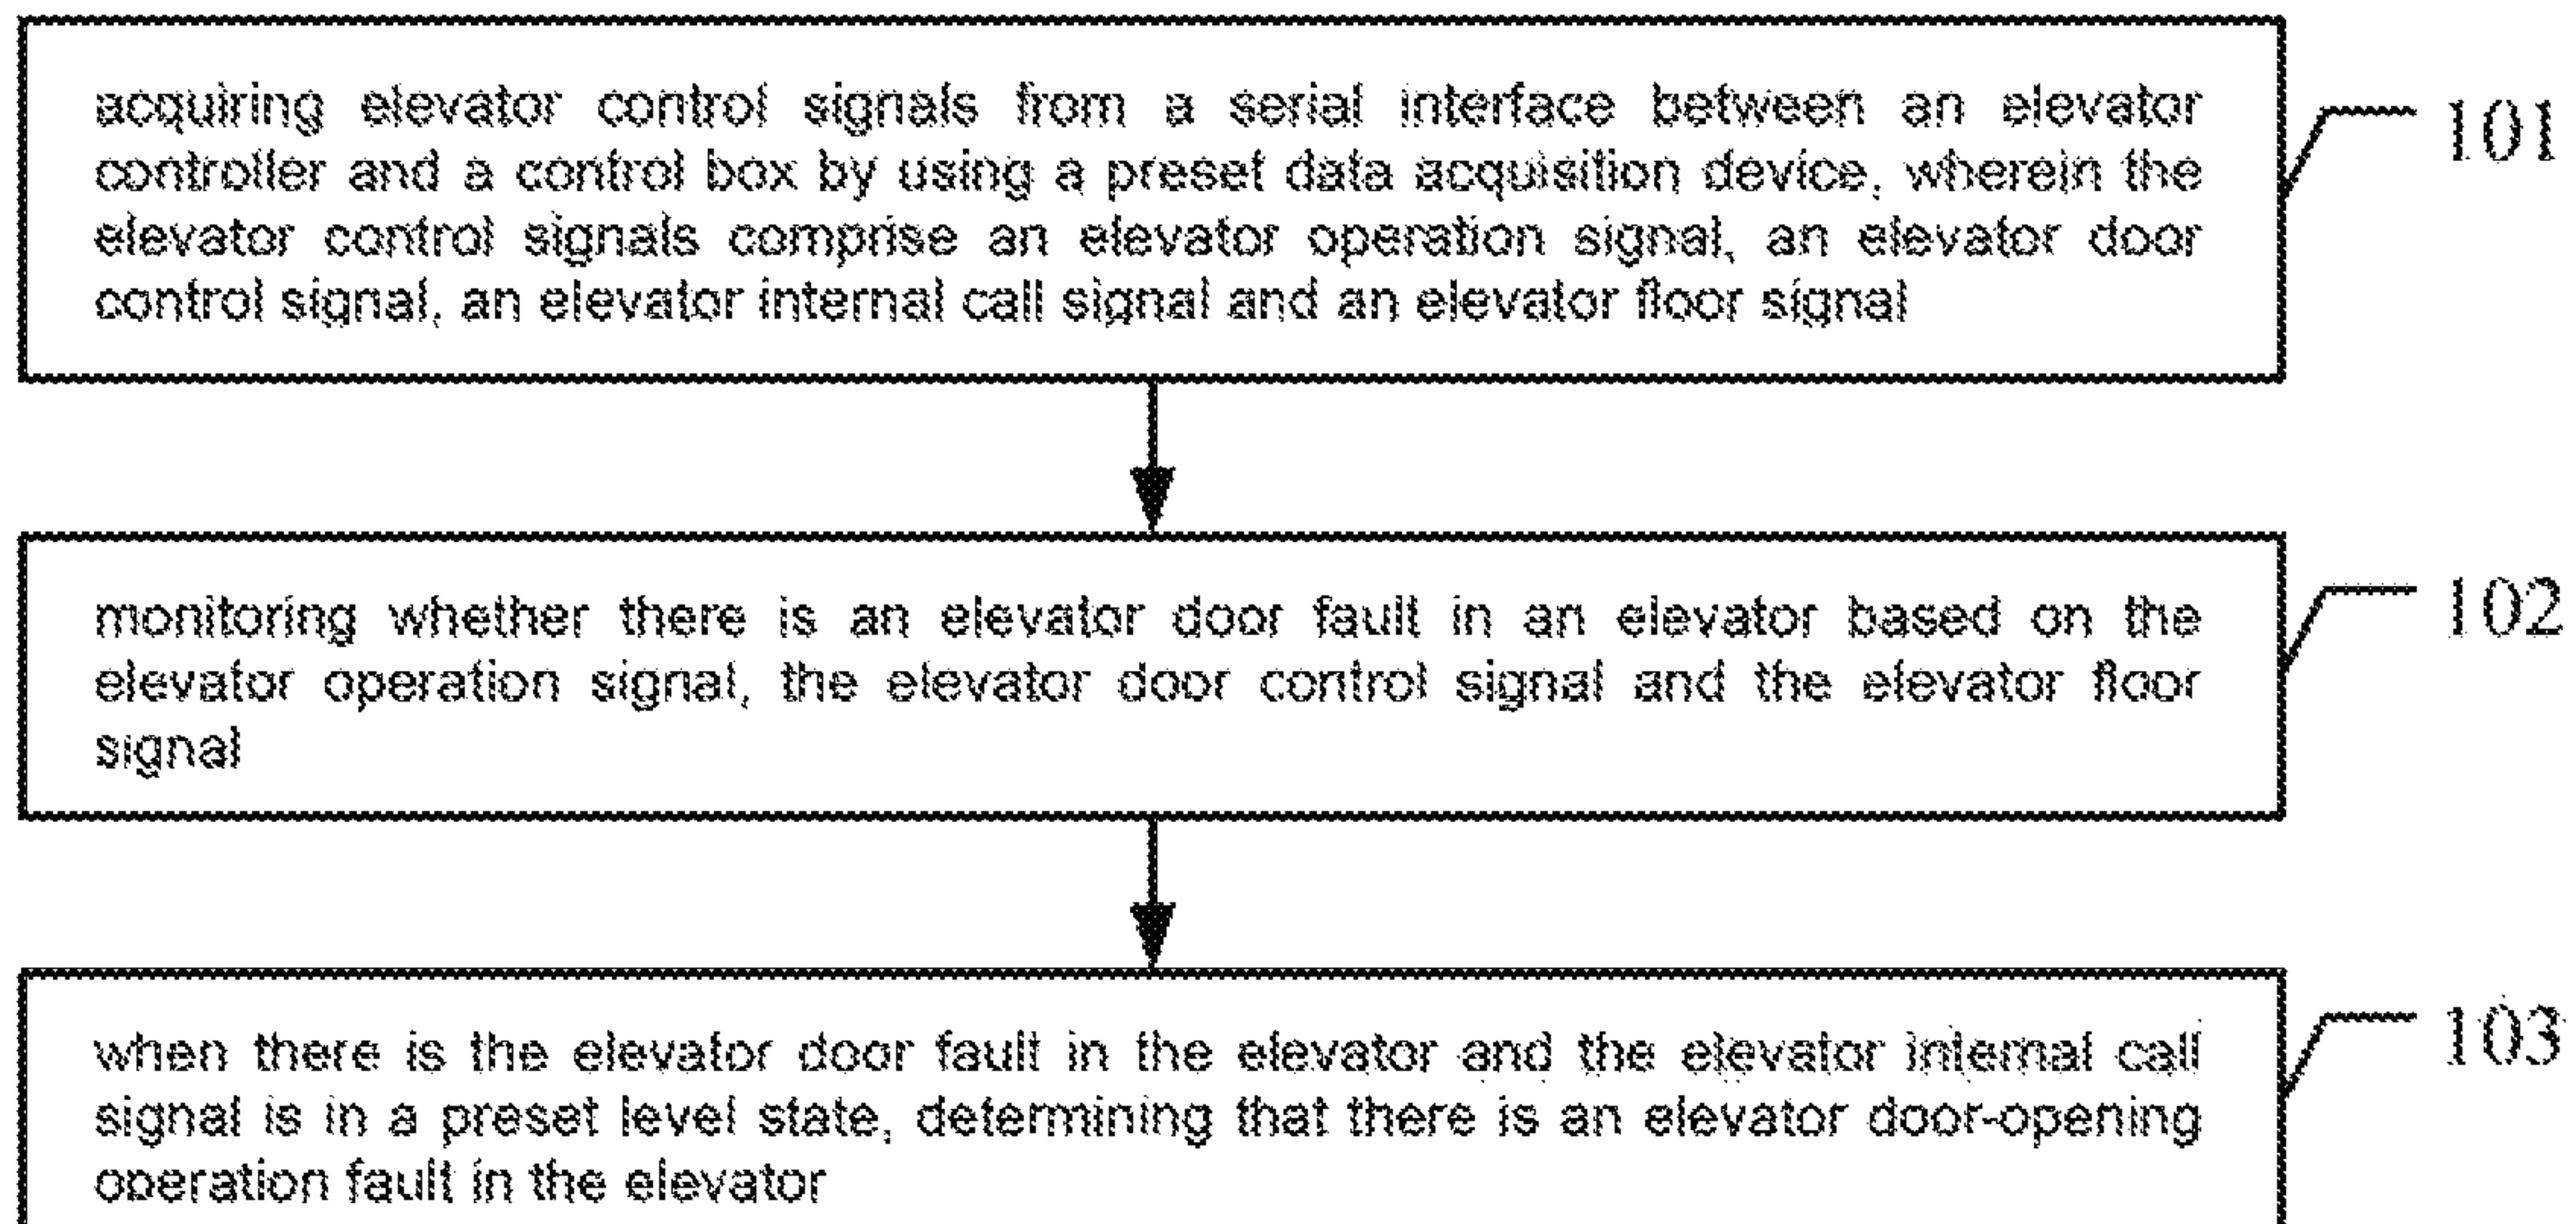 acquiring elevator control signals from a serial interface between an elevator
controller and a control box by using a preset data acquisition device, wherein the
elevator control signals comprise an elevator operation signal, an elevator door
control signal, an elevator internal call signal and an elevator floor signal
101
monitoring whether there is an elevator door fault in an elevator based on the
elevator operation signal, the elevator door control signal and the elevator floor
signal
102
when there is the elevator door fault in the elevator and the elevator internal call
signal is in a preset level state, determining that there is an elevator door-opening
operation fault in the elevator
103